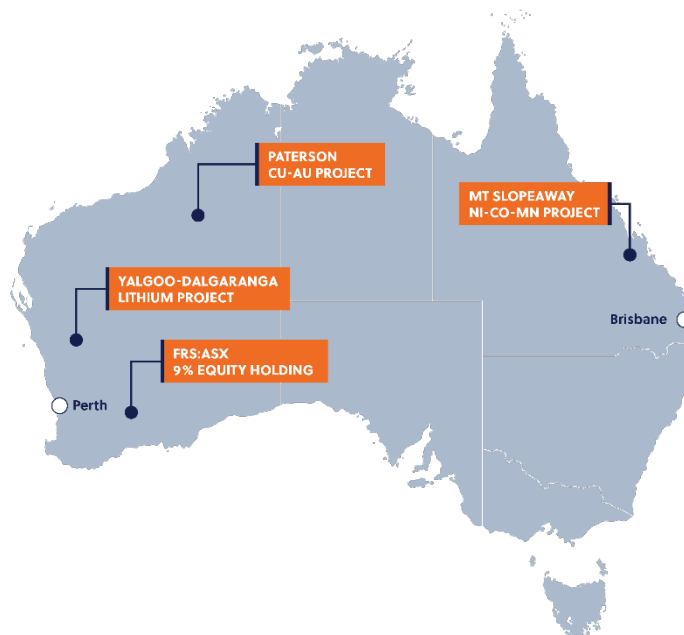 PATERSON
CU-AU PROJECT
MT SLOPEAWAY
NI-CO-MN PROJECT
YALGOO-DALGARANGA
LITHIUM PROJECT
Brisbane
FRS:ASX
9% EQUITY HOLDING
Perth